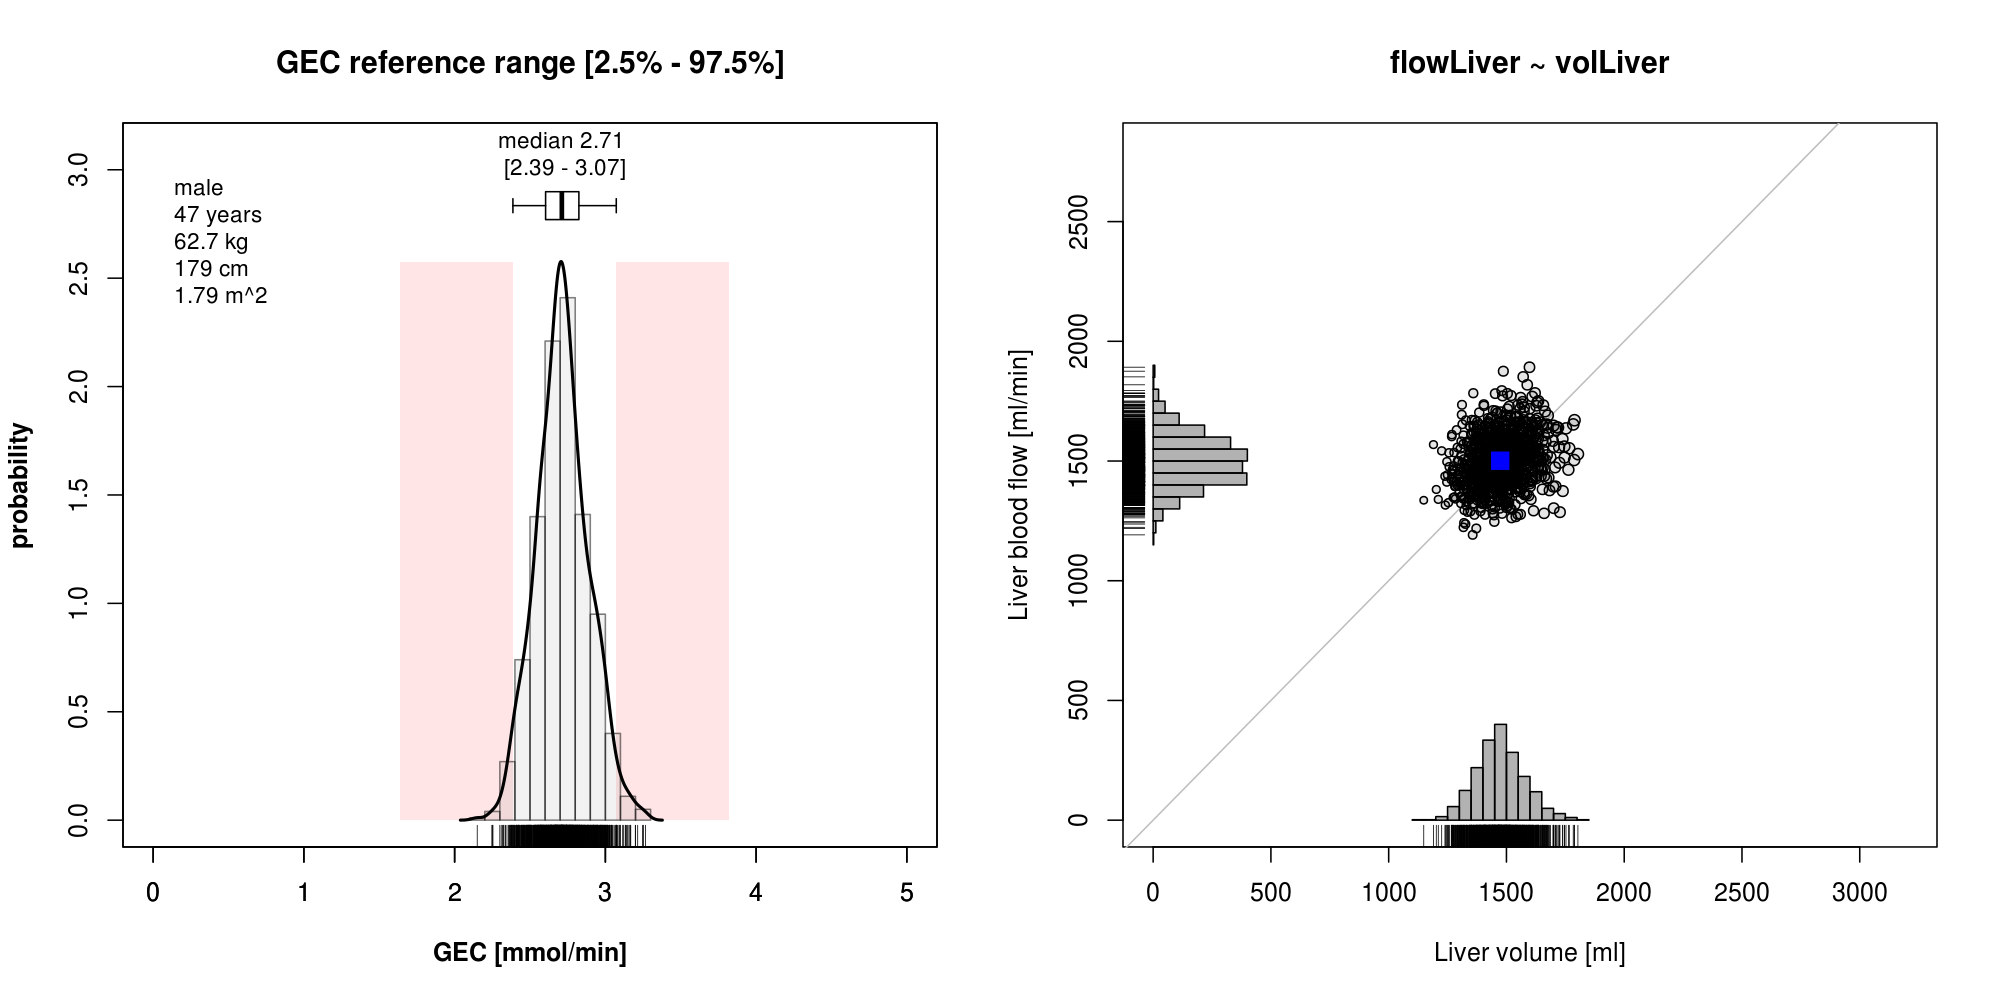 GEC reference range [2.5% - 97.5%]
median 2.71
[2.39 - 3.07]
male
47 years
62.7 kg
179 cm
1.79 m^2
3.0
2.5
2.0
1.5
1.0
0.5
0.0
probability
0 1 2 3 4 5
GEC [mmol/min]
flowLiver ~ volLiver
2500
2000
1500
1000
500
0
Liver blood flow [ml/min]
0 500 1000 1500 2000 2500 3000
Liver volume [ml]